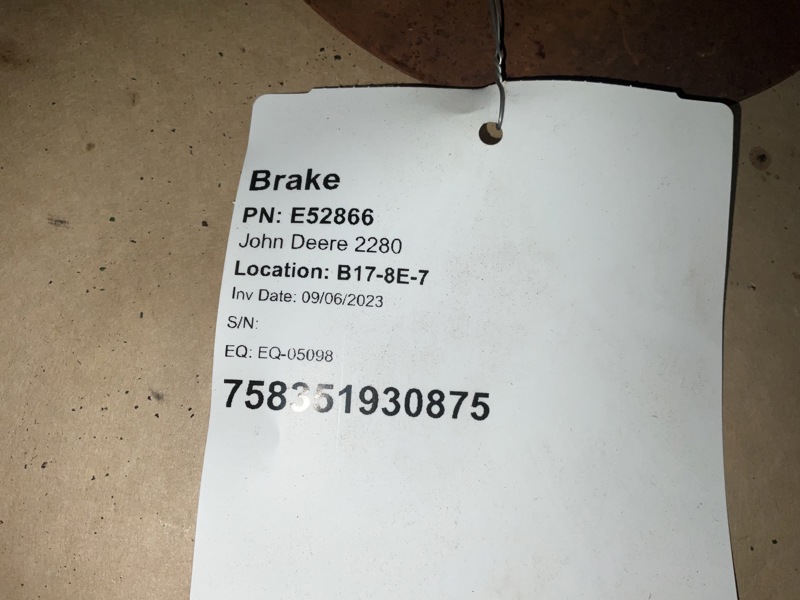 Brake
PN: E52866
John Deere 2280
Location: B17-8E-7
Inv Date: 09/06/2023
S/N:
EQ: EQ-05098
758351930875